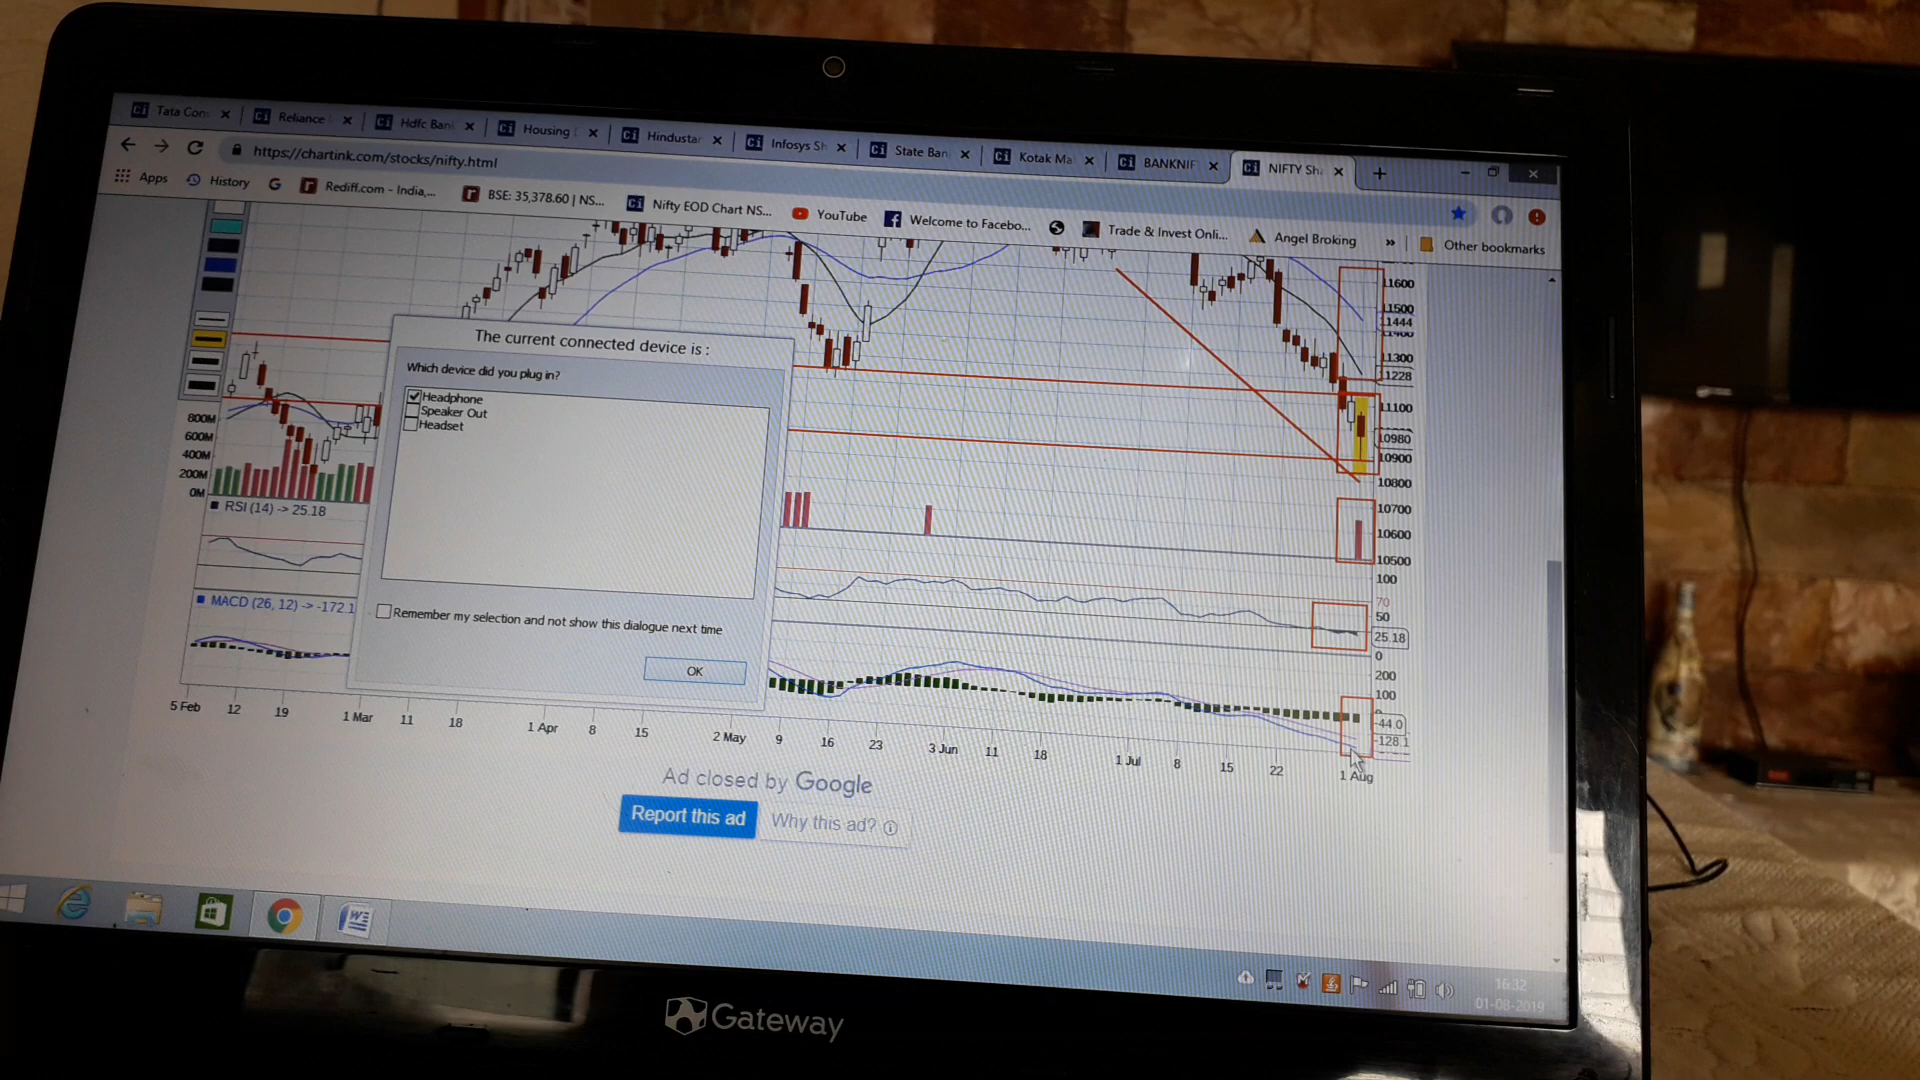 Tata Con
Reliance
Hdfc Ban
Housing
Hindustan
Infosys Sh
State Ban
Kotak Ma
BANKNIF
NIFTY Sh
https://chartink.com/stocks/nifty.html
Apps
History
Rediff.com - India,...
BSE: 35,378.60 | NS...
Nifty EOD Chart NS...
YouTube
Welcome to Facebo...
Trade & Invest Onli...
Angel Broking
»
Other bookmarks
The current connected device is :
Which device did you plug in?
Headphone
Speaker Out
Headset
Remember my selection and not show this dialogue next time
OK
800M
600M
400M
200M
0M
RSI (14) -> 25.18
MACD (26, 12) -> -172.1
11600
11500
11444
11400
11300
11228
11100
10980
10900
10800
10700
10600
10500
100
70
50
25.18
0
200
100
-44.0
-128.1
5 Feb 12 19 1 Mar 11 18 1 Apr 8 15 2 May 9 16 23 3 Jun 11 18 1 Jul 8 15 22 1 Aug
Ad closed by Google
Report this ad
Why this ad?
16:32
01-08-2019
Gateway